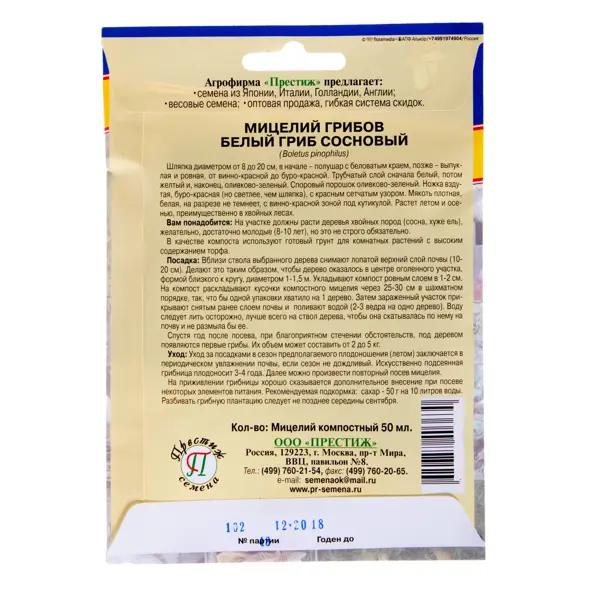 Агрофирма "Престиж" предлагает:
• семена из Японии, Италии, Голландии, Англии;
• весовые семена; • оптовая продажа, гибкая система скидок.
МИЦЕЛИЙ ГРИБОВ
БЕЛЫЙ ГРИБ СОСНОВЫЙ
(Boletus pinophilus)
Шляпка диаметром от 8 до 20 см, в начале – полушар с беловатым краем, позже – выпук-
лая и ровная, от винно-красной до буро-красной. Трубчатый слой сначала белый, потом
желтый и, наконец, оливково-зеленый. Споровый порошок оливково-зеленый. Ножка взду-
тая, буро-красная (но светлее, чем шляпка), с красным сетчатым узором. Мякоть плотная,
белая, на разрезе не темнеет, с винно-красной зоной под кутикулой. Растет летом и осе-
нью, преимущественно в хвойных лесах.
Вам понадобится: На участке должны расти деревья хвойных пород (сосна, хуже ель),
желательно, достаточно молодые (8-10 лет), но это не строго обязательно.
В качестве компоста используют готовый грунт для комнатных растений с высоким
содержанием торфа.
Посадка: Вблизи ствола выбранного дерева снимают лопатой верхний слой почвы (10-
20 см). Делают это таким образом, чтобы дерево оказалось в центре оголенного участка,
формой близкого к кругу, диаметром 1-1,5 м. Укладывают компост ровным слоем в 1-2 см.
На компост раскладывают кусочки компостного мицелия через 25-30 см в шахматном
порядке, так, что бы одной упаковки хватило на 1 дерево. Затем зараженный участок при-
крывают снятым ранее слоем почвы и поливают водой (2-3 ведра на одно дерево). Воду
следует лить осторожно, лучше всего на ствол дерева, чтобы она скатывалась по нему на
почву и не размыла бы ее.
Спустя год после посева, при благоприятном стечении обстоятельств, под деревом
появляются первые грибы. Их объем может составить от 2 до 5 кг.
Уход: Уход за посадками в сезон предполагаемого плодоношения (летом) заключается в
периодическом увлажнении почвы, если сезон не дождливый. Искусственно подсеянная
грибница плодоносит 3-4 года. Далее можно произвести повторный посев мицелия.
На приживлении грибницы хорошо сказывается дополнительное внесение при посеве
некоторых элементов питания. Рекомендуемая подкормка: сахар - 50 г на 10 литров воды.
Разбивать грибную плантацию следует не позднее середины сентября.
Кол-во: Мицелий компостный 50 мл.
ООО "ПРЕСТИЖ"
Россия, 129223, г. Москва, пр-т Мира,
ВВЦ, павильон №8.
Тел.: (499) 760-21-54, факс: (499) 760-20-65.
e-mail: semenaok@mail.ru
www.pr-semena.ru
Престиж
П
семена
12-2018
№ партии Годен до